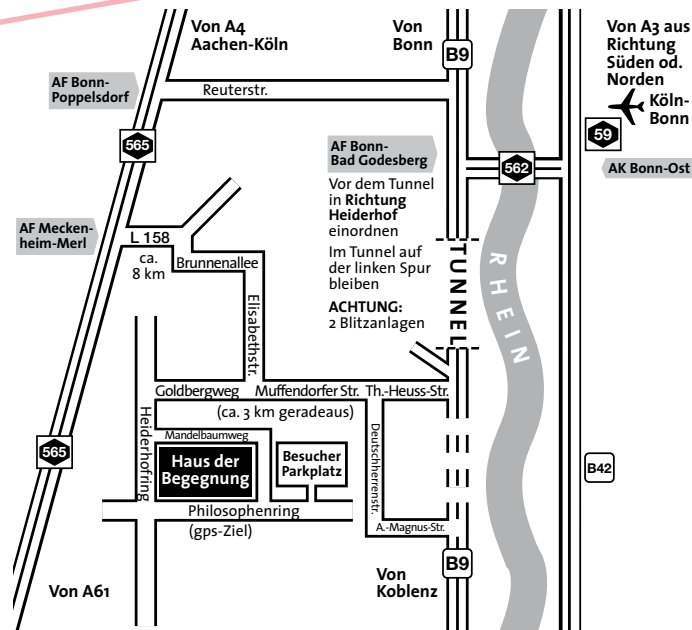 Von A4
Aachen-Köln
Von
Bonn
B9
Von A3 aus
Richtung
Süden od.
Norden
Köln-
Bonn
59
AK Bonn-Ost
AF Bonn-
Poppelsdorf
Reuterstr.
565
AF Bonn-
Bad Godesberg
562
Vor dem Tunnel
in Richtung
Heiderhof
einordnen
Im Tunnel auf
der linken Spur
bleiben
ACHTUNG:
2 Blitzanlagen
TUNNEL
RHEIN
AF Mecken-
heim-Merl
L 158
ca.
8 km
Brunnenallee
Elisabethstr.
Goldbergweg
Muffendorfer Str.
Th.-Heuss-Str.
(ca. 3 km geradeaus)
Heiderhofring
Mandelbaumweg
Deutschherrenstr.
565
Haus der
Begegnung
Besucher
Parkplatz
B42
Philosophenring
(gps-Ziel)
A.-Magnus-Str.
B9
Von A61
Von
Koblenz